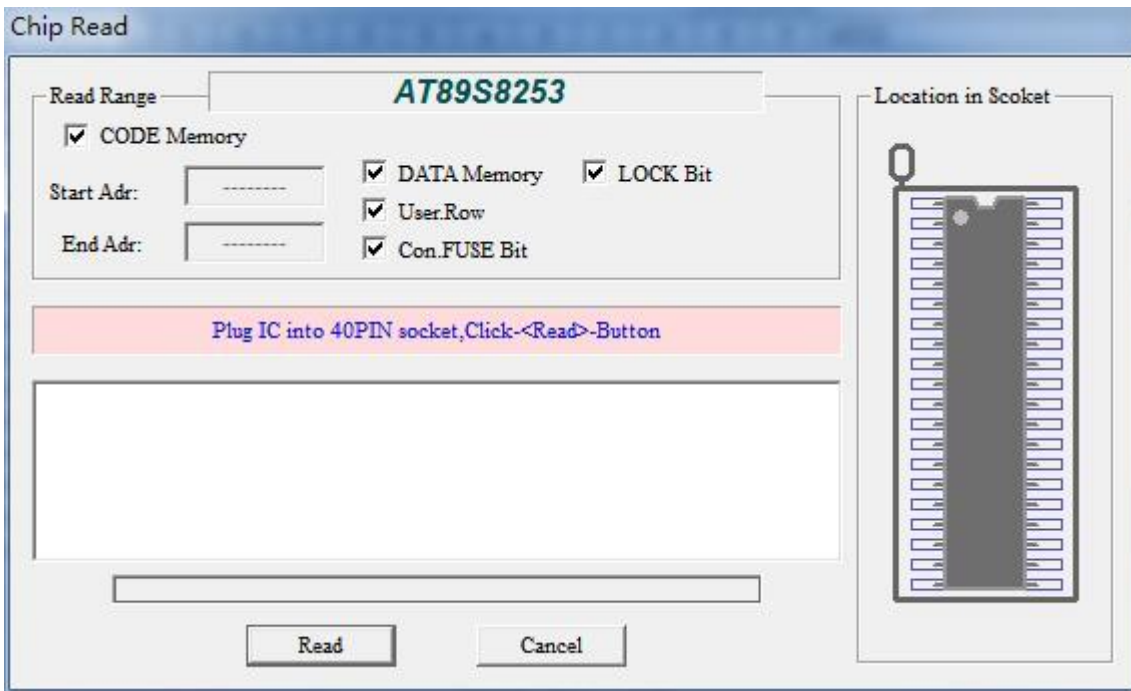 Chip Read
Read Range
AT89S8253
Location in Scoket
CODE Memory
Start Adr:
--------
DATA Memory
LOCK Bit
User.Row
End Adr:
--------
Con.FUSE Bit
Plug IC into 40PIN socket,Click-<Read>-Button
Read
Cancel